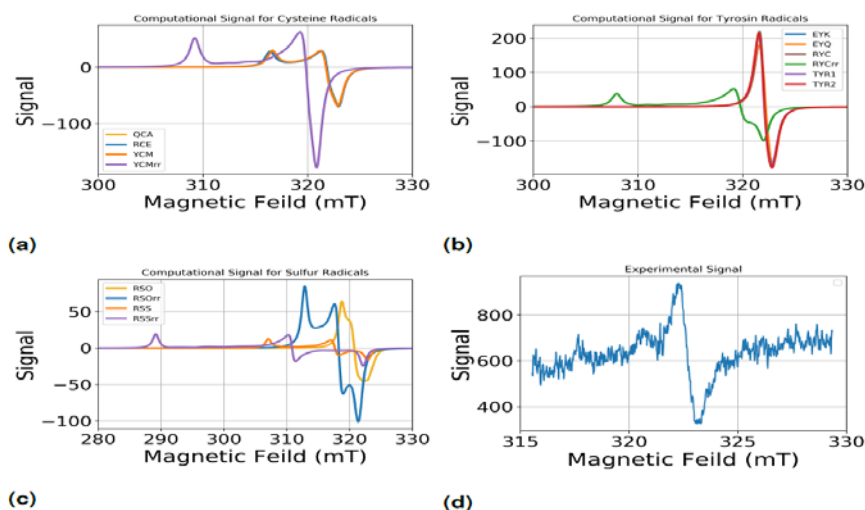 Computational Signal for Cysteine Radicals
Signal
0
−100
QCA
RCE
YCM
YCMrr
300
310
320
330
Magnetic Feild (mT)
(a)
Computational Signal for Tyrosin Radicals
Signal
200
100
0
−100
EYK
EYQ
RYC
RYCrr
TYR1
TYR2
300
310
320
330
Magnetic Feild (mT)
(b)
Computational Signal for Sulfur Radicals
Signal
50
0
−50
−100
RSO
RSOrr
RSS
RSSrr
280
290
300
310
320
330
Magnetic Feild (mT)
(c)
Experimental Signal
Signal
800
600
400
315
320
325
330
Magnetic Feild (mT)
(d)